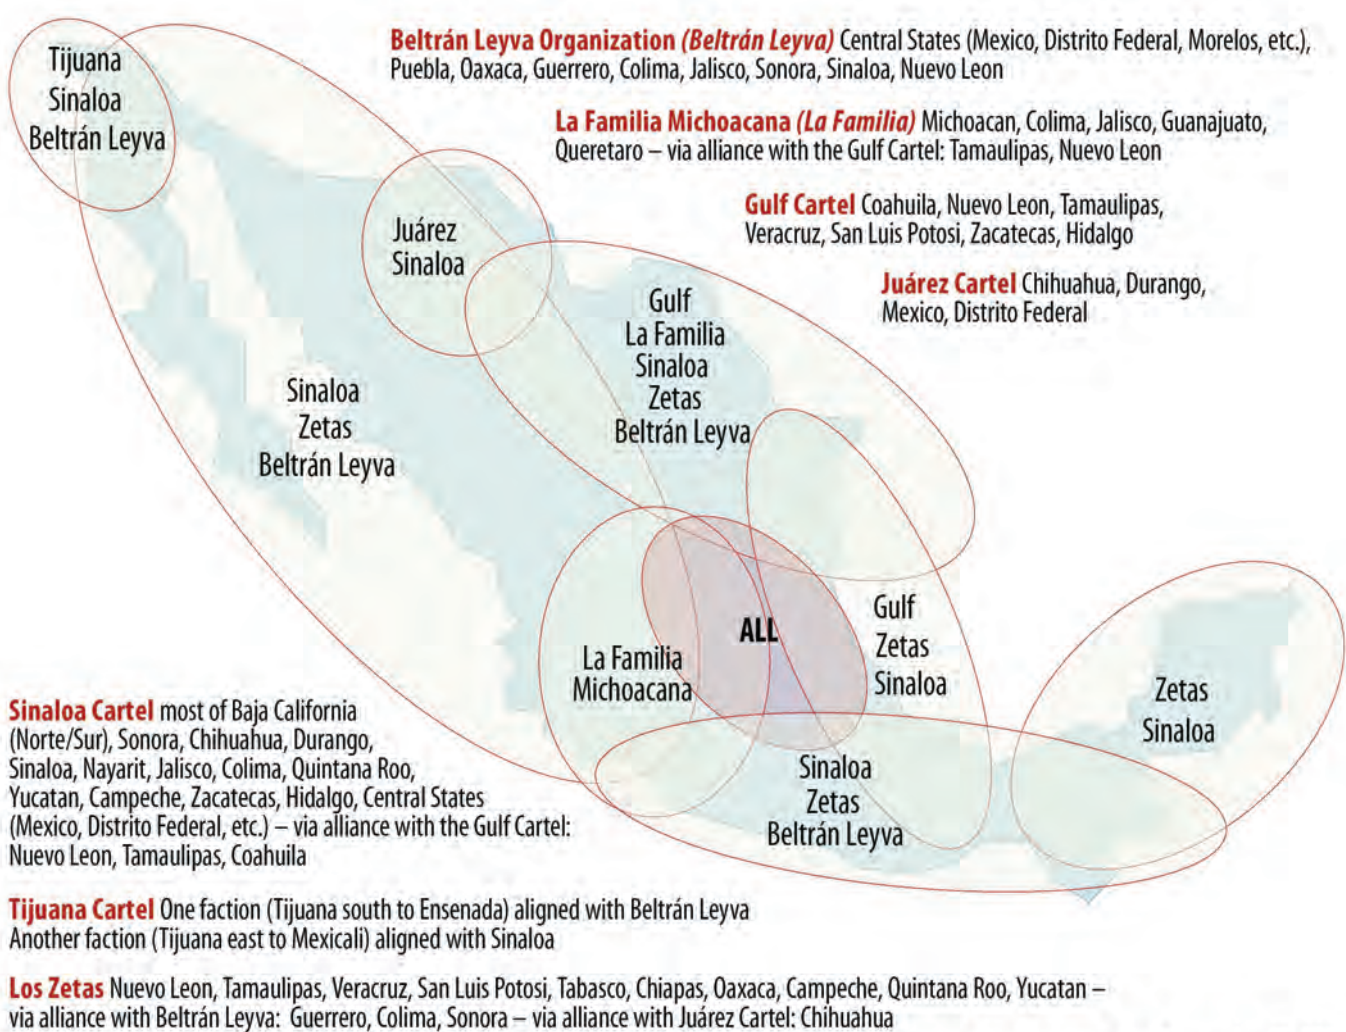 Beltrán Leyva Organization (Beltrán Leyva) Central States (Mexico, Distrito Federal, Morelos, etc.),
Puebla, Oaxaca, Guerrero, Colima, Jalisco, Sonora, Sinaloa, Nuevo Leon
La Familia Michoacana (La Familia) Michoacan, Colima, Jalisco, Guanajuato,
Queretaro – via alliance with the Gulf Cartel: Tamaulipas, Nuevo Leon
Gulf Cartel Coahuila, Nuevo Leon, Tamaulipas,
Veracruz, San Luis Potosi, Zacatecas, Hidalgo
Juárez Cartel Chihuahua, Durango,
Mexico, Distrito Federal
Tijuana
Sinaloa
Beltrán Leyva
Juárez
Sinaloa
Gulf
La Familia
Sinaloa
Zetas
Beltrán Leyva
Sinaloa
Zetas
Beltrán Leyva
ALL
La Familia
Michoacana
Gulf
Zetas
Sinaloa
Zetas
Sinaloa
Sinaloa
Zetas
Beltrán Leyva
Sinaloa Cartel most of Baja California
(Norte/Sur), Sonora, Chihuahua, Durango,
Sinaloa, Nayarit, Jalisco, Colima, Quintana Roo,
Yucatan, Campeche, Zacatecas, Hidalgo, Central States
(Mexico, Distrito Federal, etc.) – via alliance with the Gulf Cartel:
Nuevo Leon, Tamaulipas, Coahuila
Tijuana Cartel One faction (Tijuana south to Ensenada) aligned with Beltrán Leyva
Another faction (Tijuana east to Mexicali) aligned with Sinaloa
Los Zetas Nuevo Leon, Tamaulipas, Veracruz, San Luis Potosi, Tabasco, Chiapas, Oaxaca, Campeche, Quintana Roo, Yucatan –
via alliance with Beltrán Leyva: Guerrero, Colima, Sonora – via alliance with Juárez Cartel: Chihuahua